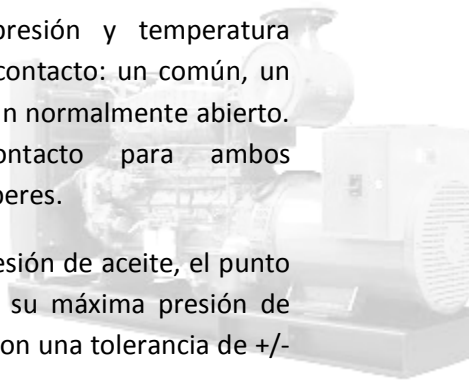 presión y temperatura
contacto: un común, un
n normalmente abierto.
ntacto para ambos
peres.
esión de aceite, el punto
su máxima presión de
on una tolerancia de +/-